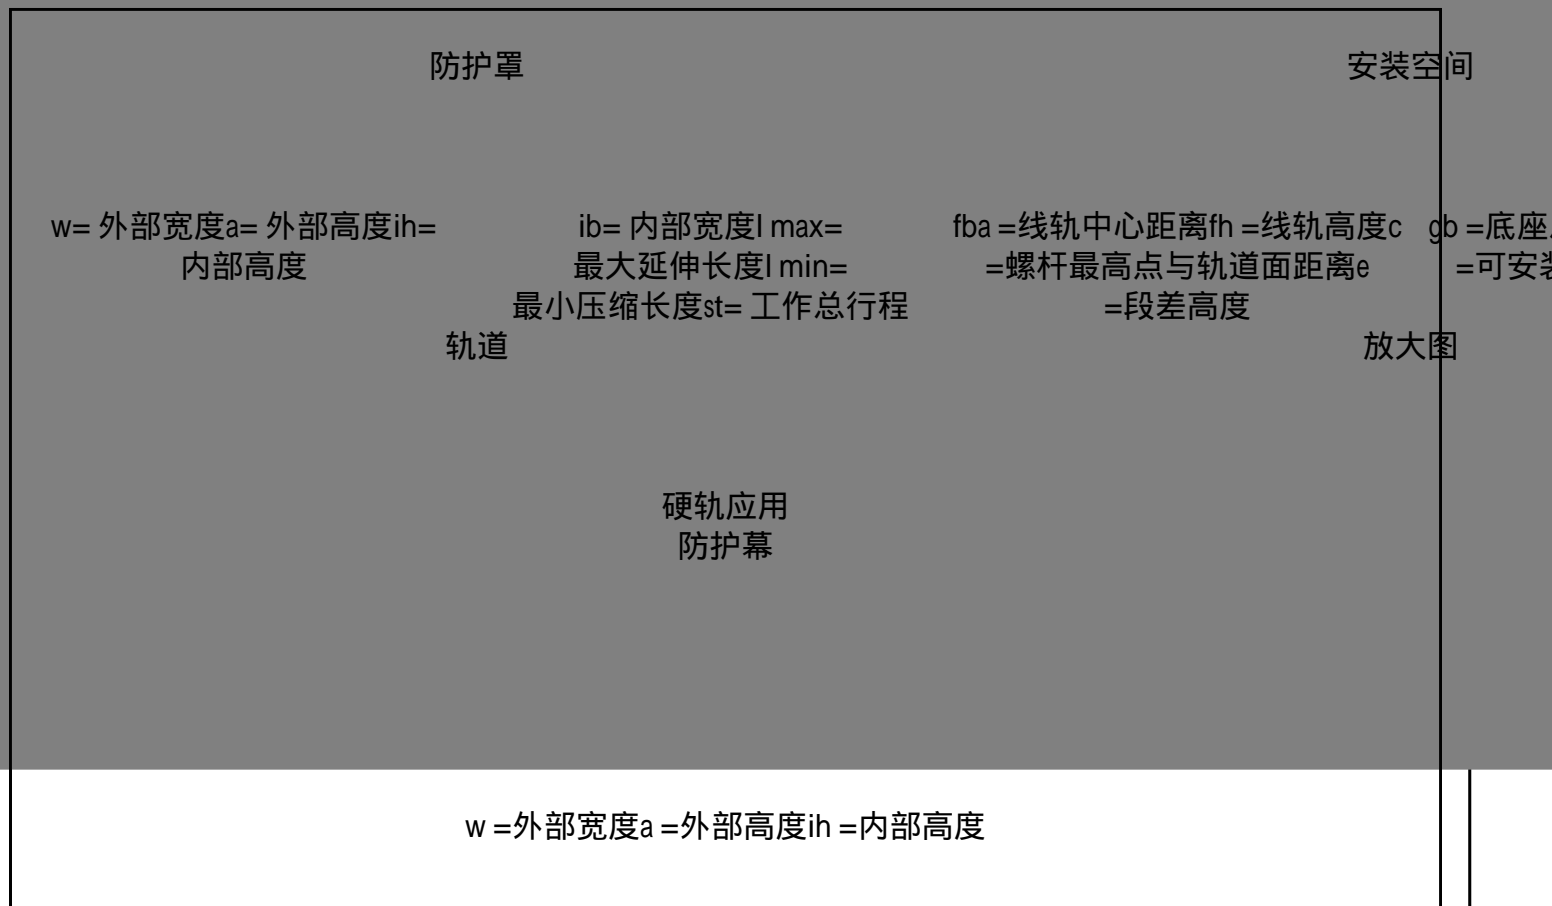 防护罩
安装空间
w= 外部宽度a= 外部高度ih=
内部高度
ib= 内部宽度l max=
最大延伸长度l min=
最小压缩长度st= 工作总行程
fba =线轨中心距离fh =线轨高度c
=螺杆最高点与轨道面距离e
=段差高度
gb =底座
=可安
轨道
放大图
硬轨应用
防护幕
w =外部宽度a =外部高度ih =内部高度